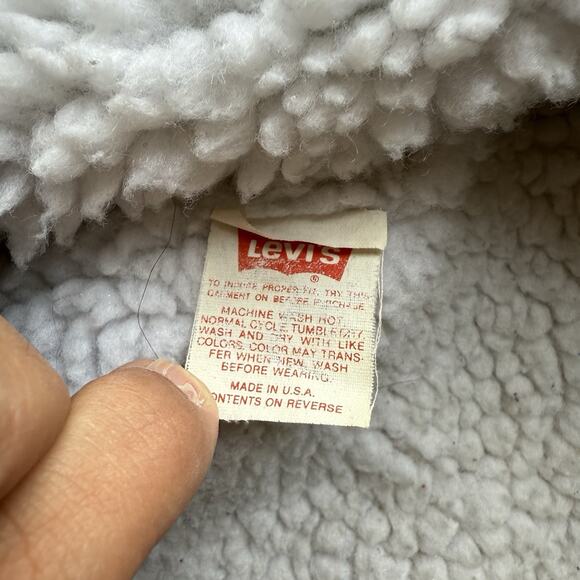 Levi's
®
TO INSURE PROPER FIT, TRY THIS
GARMENT ON BEFORE PURCHASE
MACHINE WASH HOT
NORMAL CYCLE. TUMBLE DRY
WASH AND DRY WITH LIKE
COLORS. COLOR MAY TRANS-
FER WHEN NEW. WASH
BEFORE WEARING.
MADE IN U.S.A.
ONTENTS ON REVERSE